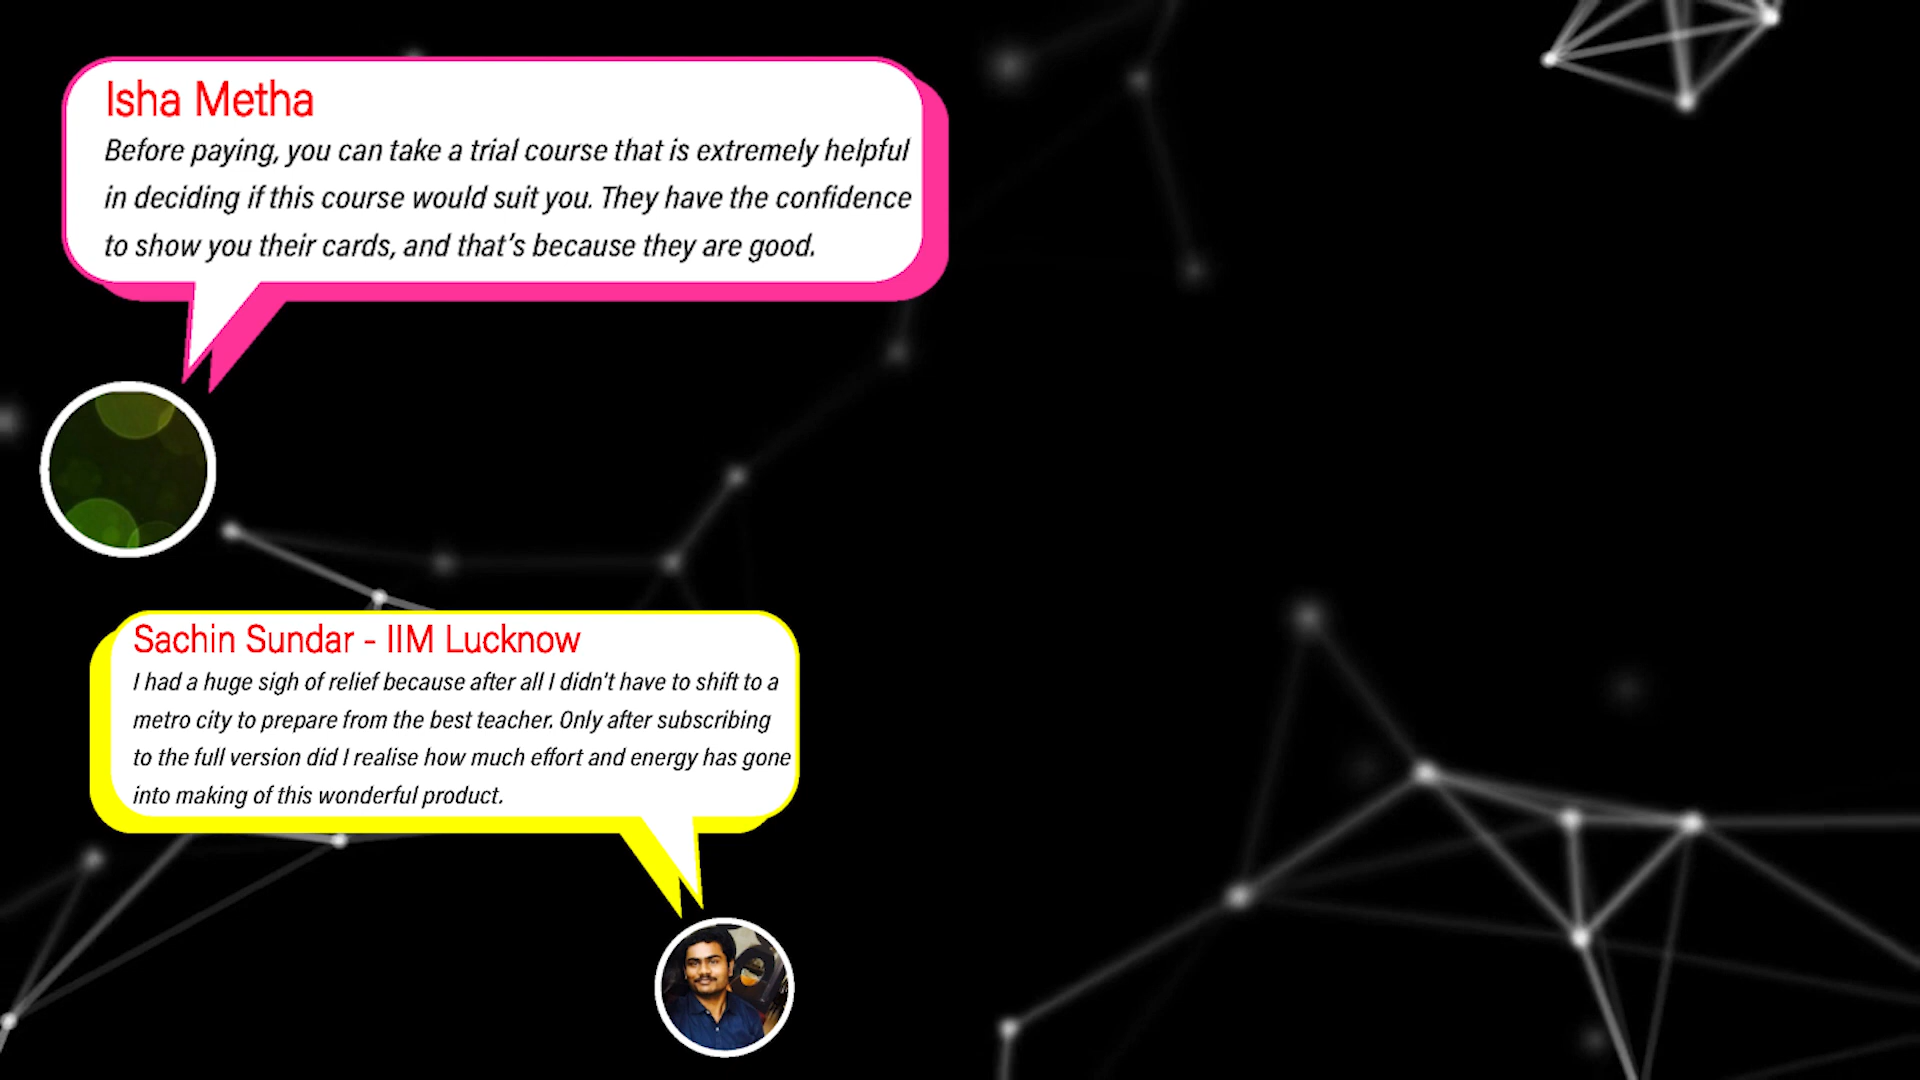 Isha Metha
Before paying, you can take a trial course that is extremely helpful
in deciding if this course would suit you. They have the confidence
to show you their cards, and that's because they are good.
Sachin Sundar - IIM Lucknow
I had a huge sigh of relief because after all I didn't have to shift to a
metro city to prepare from the best teacher. Only after subscribing
to the full version did I realise how much effort and energy has gone
into making of this wonderful product.